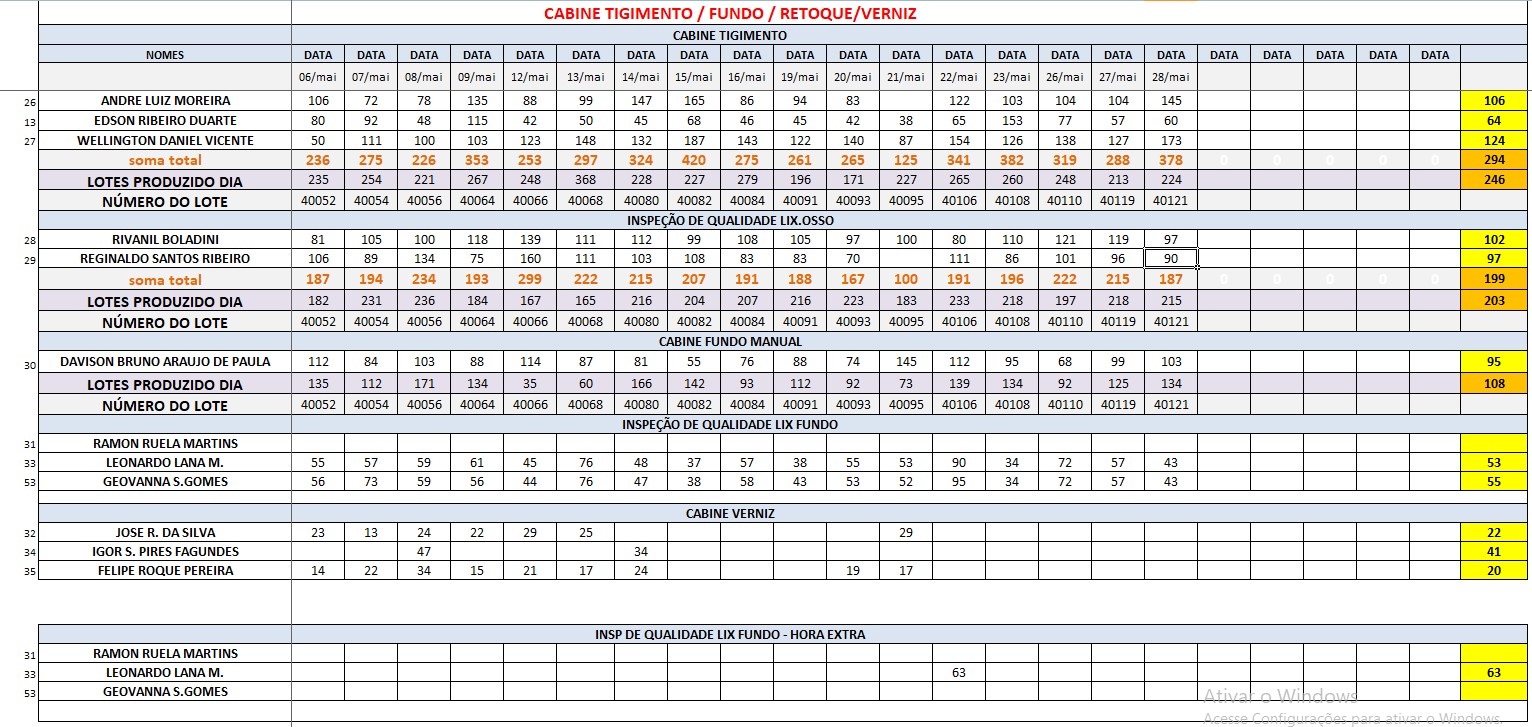 CABINE TIGIMENTO / FUNDO / RETOQUE/VERNIZ
CABINE TIGIMENTO
NOMES DATA DATA DATA DATA DATA DATA DATA DATA DATA DATA DATA DATA DATA DATA DATA DATA DATA DATA DATA DATA DATA DATA
06/mai 07/mai 08/mai 09/mai 12/mai 13/mai 14/mai 15/mai 16/mai 19/mai 20/mai 21/mai 22/mai 23/mai 26/mai 27/mai 28/mai
26 ANDRE LUIZ MOREIRA 106 72 78 135 88 99 147 165 86 94 83 122 103 104 104 145 106
13 EDSON RIBEIRO DUARTE 80 92 48 115 42 50 45 68 46 45 42 38 65 153 77 57 60 64
27 WELLINGTON DANIEL VICENTE 50 111 100 103 123 148 132 187 143 122 140 87 154 126 138 127 173 124
soma total 236 275 226 353 253 297 324 420 275 261 265 125 341 382 319 288 378 0 0 0 0 0 294
LOTES PRODUZIDO DIA 235 254 221 267 248 368 228 227 279 196 171 227 265 260 248 213 224 246
NÚMERO DO LOTE 40052 40054 40056 40064 40066 40068 40080 40082 40084 40091 40093 40095 40106 40108 40110 40119 40121
INSPEÇÃO DE QUALIDADE LIX.OSSO
28 RIVANIL BOLADINI 81 105 100 118 139 111 112 99 108 105 97 100 80 110 121 119 97 102
29 REGINALDO SANTOS RIBEIRO 106 89 134 75 160 111 103 108 83 83 70 111 86 101 96 90 97
soma total 187 194 234 193 299 222 215 207 191 188 167 100 191 196 222 215 187 0 0 0 0 0 199
LOTES PRODUZIDO DIA 182 231 236 184 167 165 216 204 207 216 223 183 233 218 197 218 215 203
NÚMERO DO LOTE 40052 40054 40056 40064 40066 40068 40080 40082 40084 40091 40093 40095 40106 40108 40110 40119 40121
CABINE FUNDO MANUAL
30 DAVISON BRUNO ARAUJO DE PAULA 112 84 103 88 114 87 81 55 76 88 74 145 112 95 68 99 103 95
LOTES PRODUZIDO DIA 135 112 171 134 35 60 166 142 93 112 92 73 139 134 92 125 134 108
NÚMERO DO LOTE 40052 40054 40056 40064 40066 40068 40080 40082 40084 40091 40093 40095 40106 40108 40110 40119 40121
INSPEÇÃO DE QUALIDADE LIX FUNDO
31 RAMON RUELA MARTINS
33 LEONARDO LANA M. 55 57 59 61 45 76 48 37 57 38 55 53 90 34 72 57 43 53
53 GEOVANNA S.GOMES 56 73 59 56 44 76 47 38 58 43 53 52 95 34 72 57 43 55
CABINE VERNIZ
32 JOSE R. DA SILVA 23 13 24 22 29 25 29 22
34 IGOR S. PIRES FAGUNDES 47 34 41
35 FELIPE ROQUE PEREIRA 14 22 34 15 21 17 24 19 17 20
INSP DE QUALIDADE LIX FUNDO - HORA EXTRA
31 RAMON RUELA MARTINS
33 LEONARDO LANA M. 63 63
53 GEOVANNA S.GOMES
Ativar o Windows
Acesse Configurações para ativar o Windows.